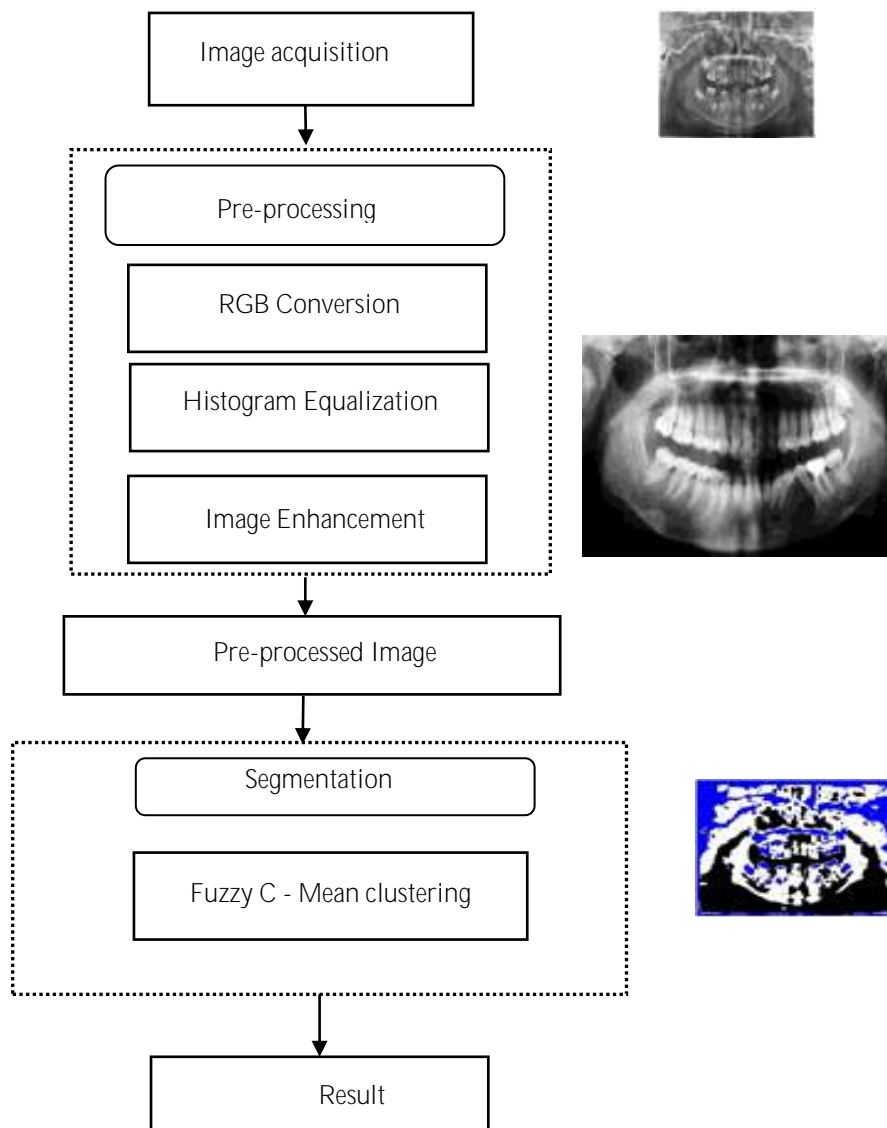 Image acquisition
Pre-processing
RGB Conversion
Histogram Equalization
Image Enhancement
Pre-processed Image
Segmentation
Fuzzy C - Mean clustering
Result